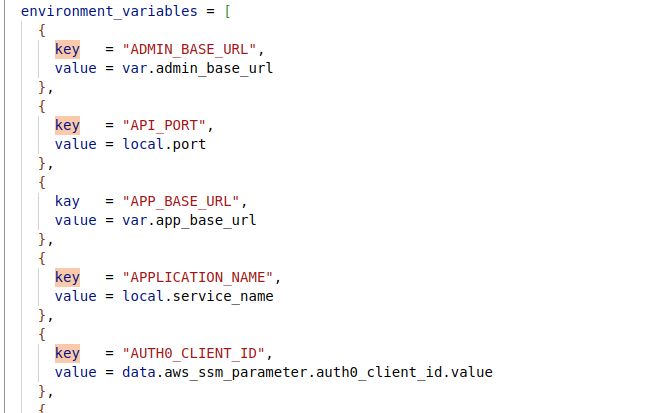 environment_variables = [
{
key = "ADMIN_BASE_URL",
value = var.admin_base_url
},
{
key = "API_PORT",
value = local.port
},
{
kay = "APP_BASE_URL",
value = var.app_base_url
},
{
key = "APPLICATION_NAME",
value = local.service_name
},
{
key = "AUTH0_CLIENT_ID",
value = data.aws_ssm_parameter.auth0_client_id.value
},
{